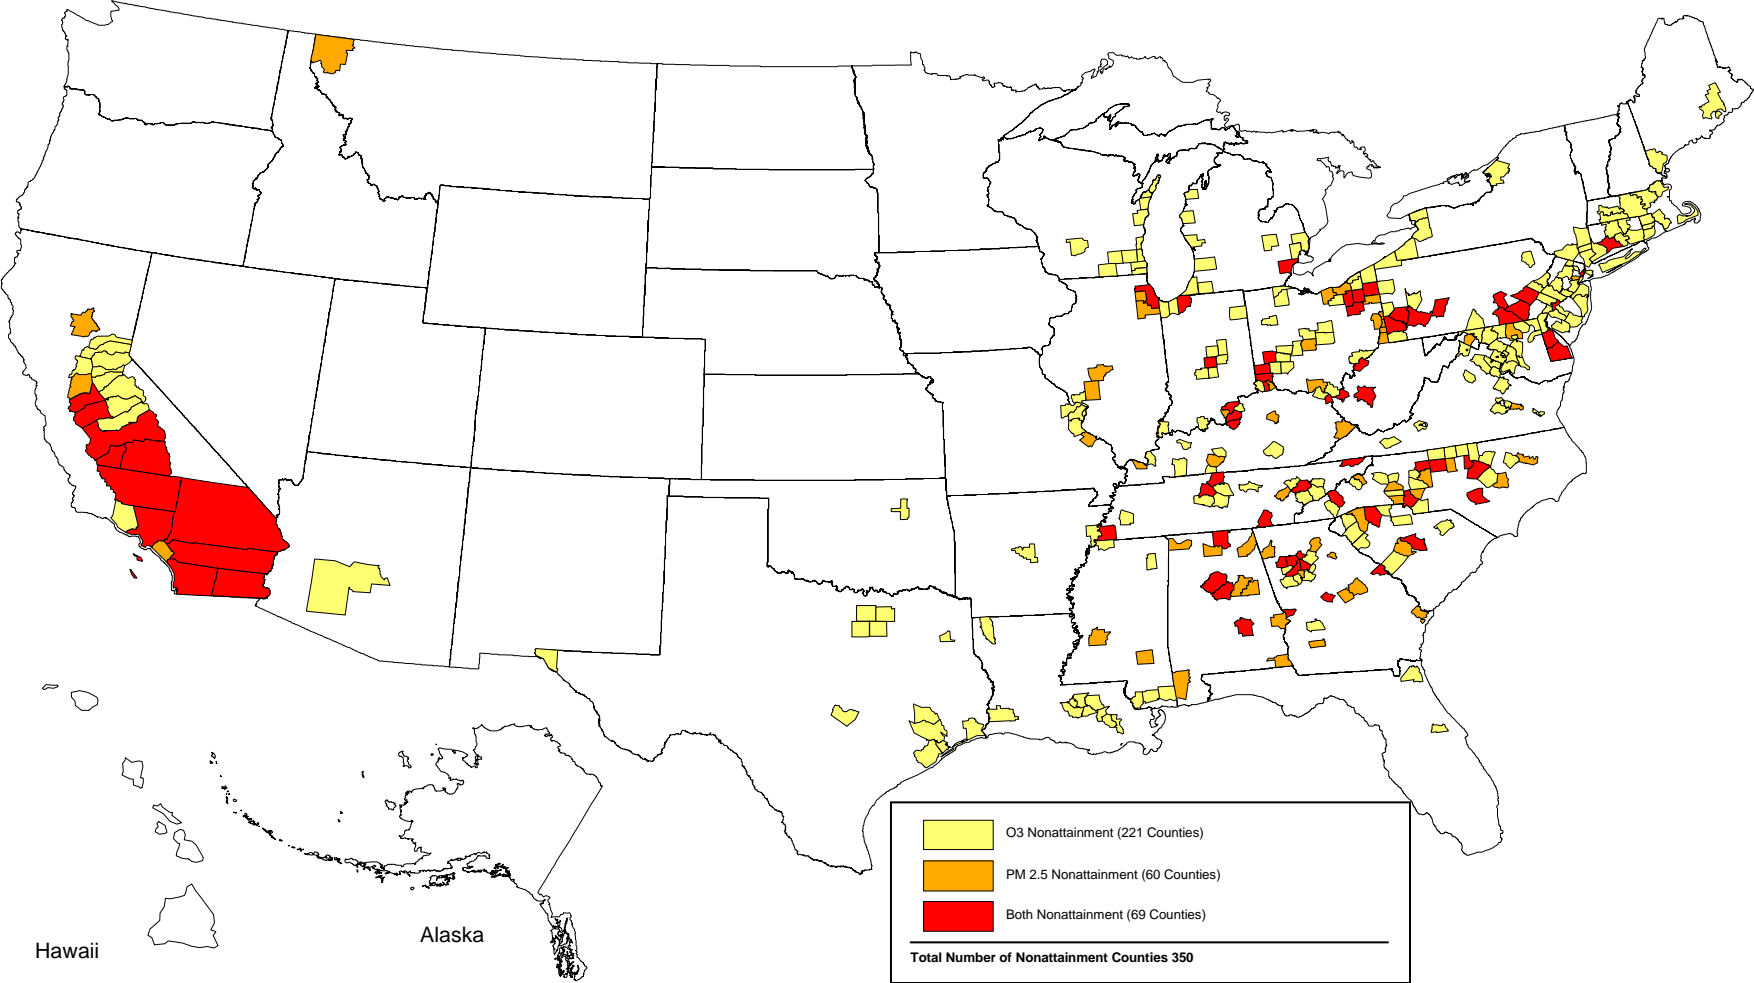 O3 Nonattainment (221 Counties)
PM 2.5 Nonattainment (60 Counties)
Both Nonattainment (69 Counties)
Total Number of Nonattainment Counties 350
Alaska
Hawaii